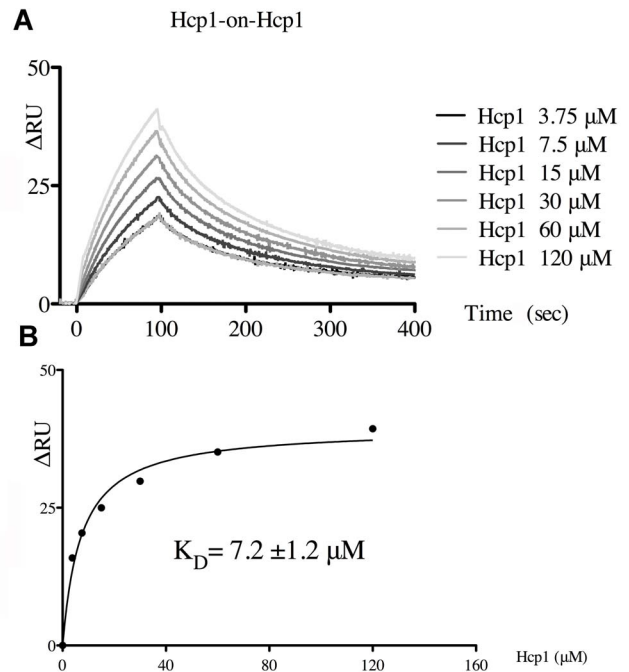 A
Hcp1-on-Hcp1
50
25
0
ΔRU
0 100 200 300 400
Time (sec)
Hcp1 3.75 μM
Hcp1 7.5 μM
Hcp1 15 μM
Hcp1 30 μM
Hcp1 60 μM
Hcp1 120 μM
B
50
25
0
ΔRU
K_D= 7.2 ±1.2 μM
0 40 80 120 160
Hcp1 (μM)